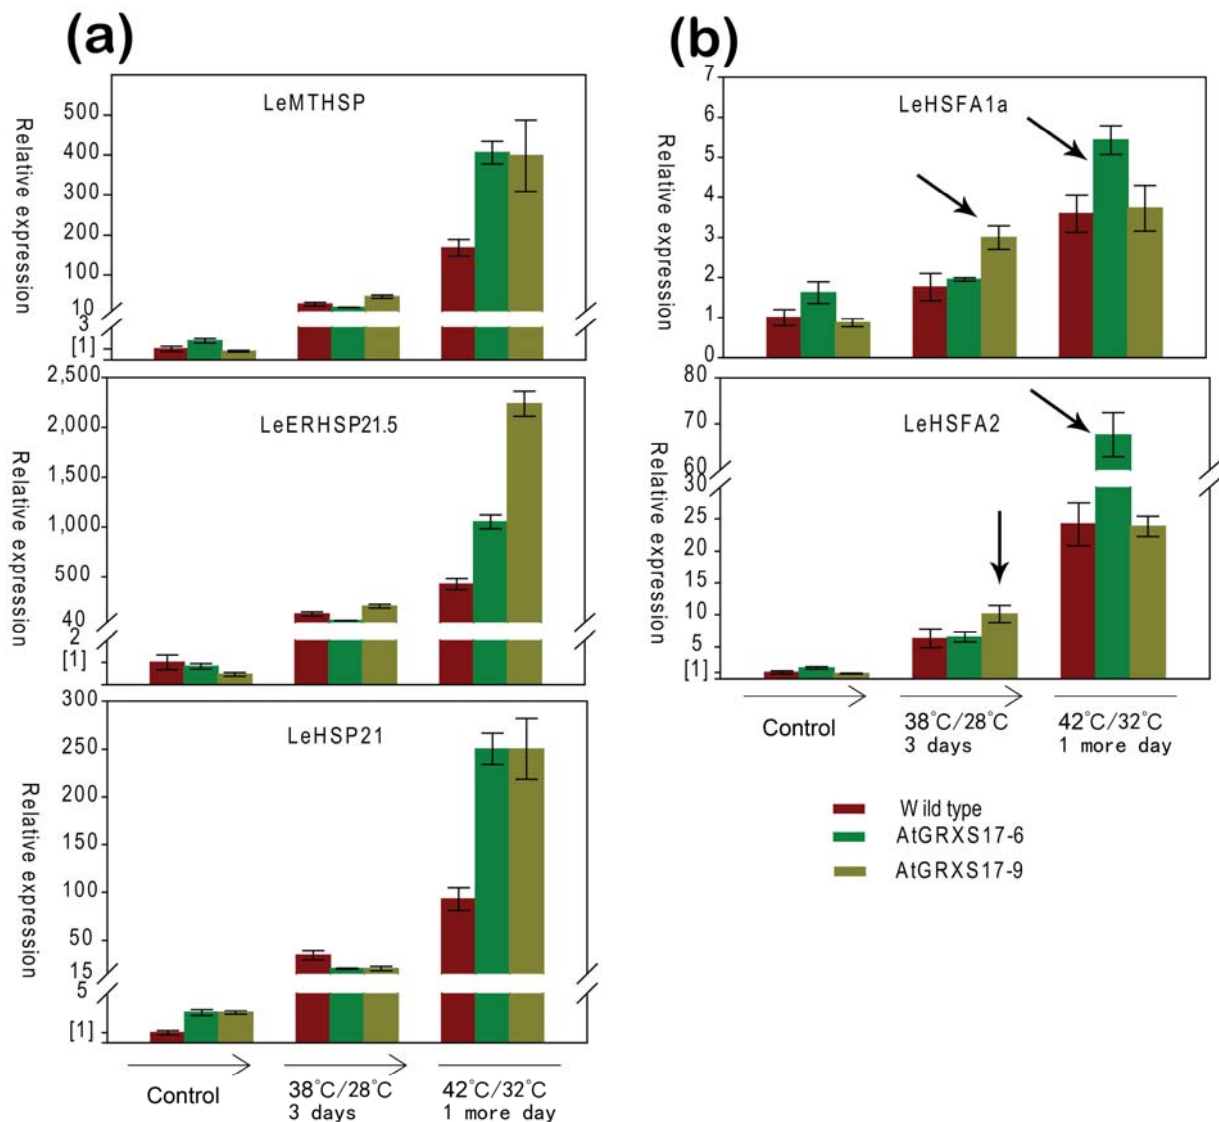 (a)
LeMTHSP
Relative expression
500
400
300
200
100
10
3
[1]
LeERHSP21.5
Relative expression
2,500
2,000
1,500
1,000
500
40
2
[1]
LeHSP21
Relative expression
300
250
200
150
100
50
15
5
[1]
Control
38°C/28°C
3 days
42°C/32°C
1 more day
(b)
LeHSFA1a
Relative expression
7
6
5
4
3
2
1
0
LeHSFA2
Relative expression
80
70
60
30
25
20
15
10
5
[1]
Control
38°C/28°C
3 days
42°C/32°C
1 more day
Wild type
AtGRXS17-6
AtGRXS17-9